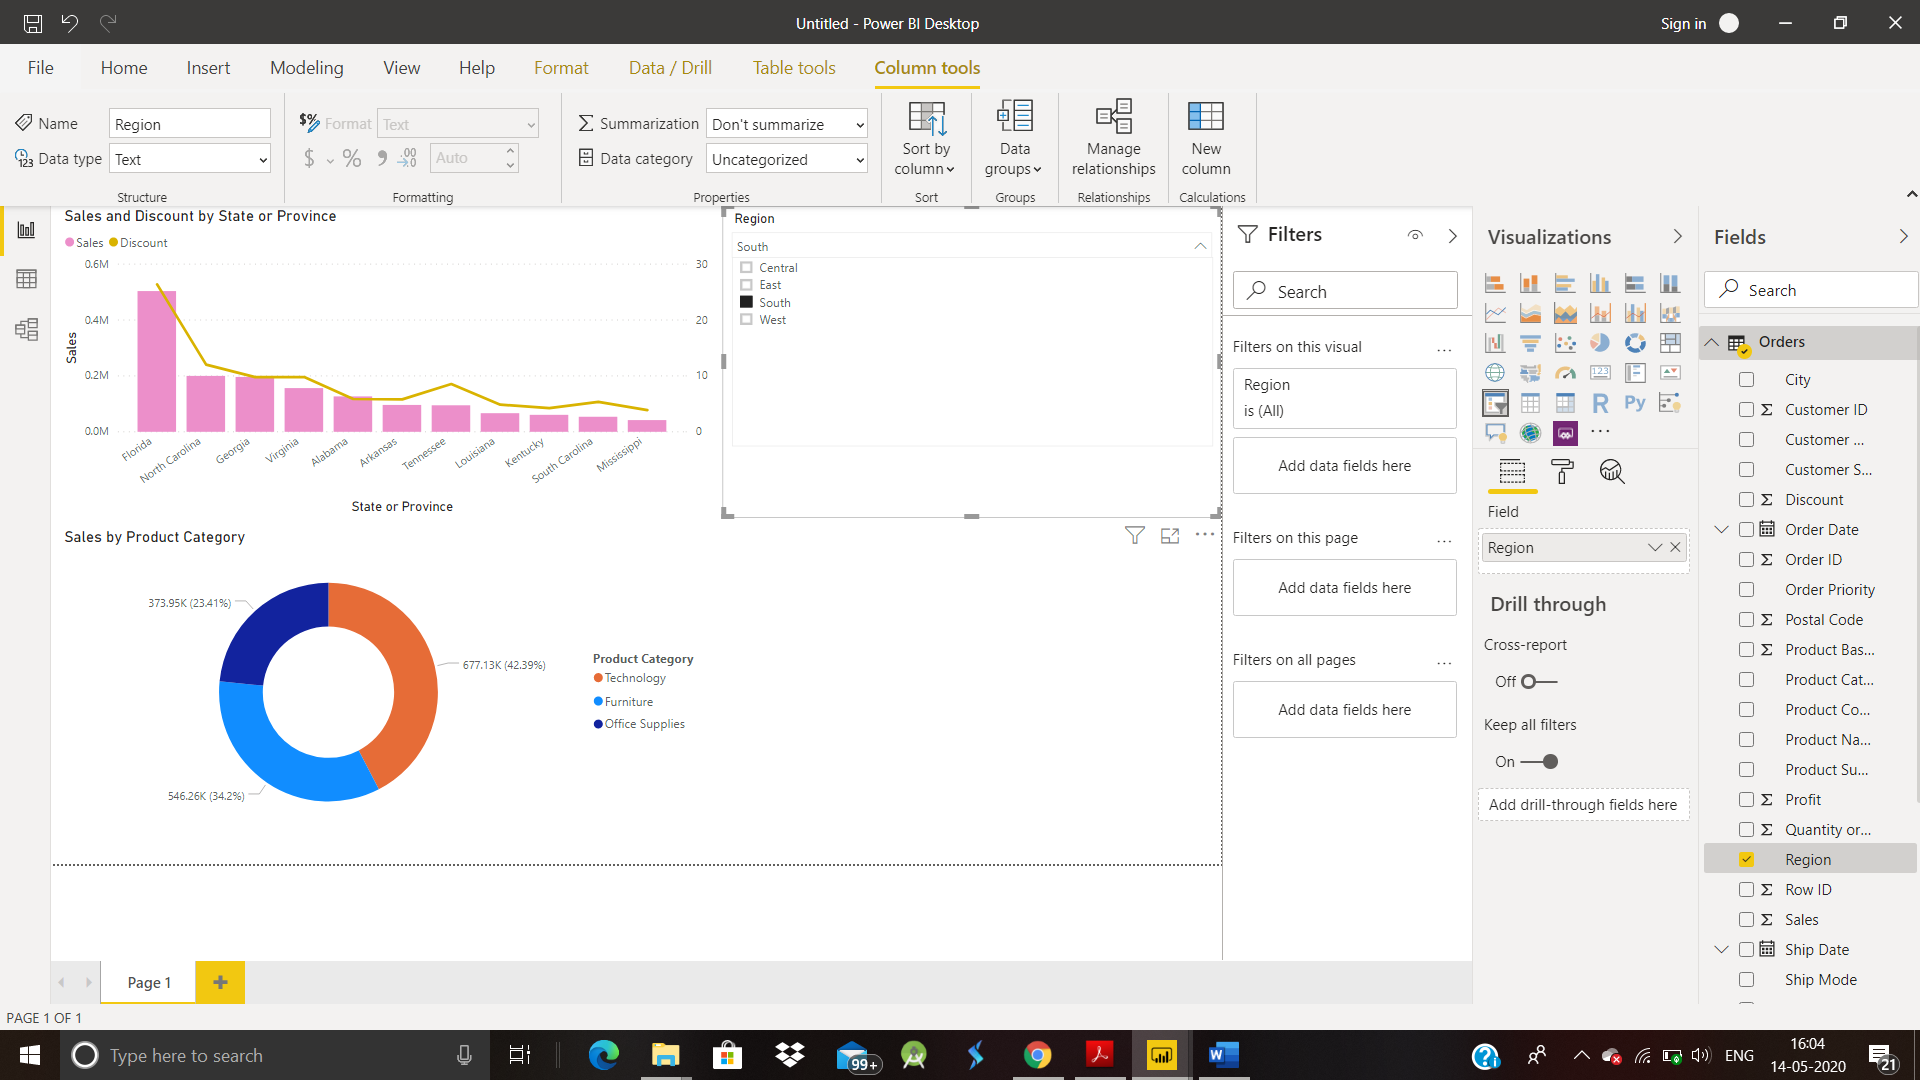 Untitled - Power BI Desktop
Sign in
File Home Insert Modeling View Help Format Data / Drill Table tools Column tools
Name Region
Data type Text
Structure
Format Text
$ % 9 .00 Auto
Formatting
Summarization Don't summarize
Data category Uncategorized
Properties
Sort by column
Sort
Data groups
Groups
Manage relationships
Relationships
New column
Calculations
Sales and Discount by State or Province
Sales Discount
0.6M
0.4M
0.2M
0.0M
Sales
30
20
10
0
Florida
North Carolina
Georgia
Virginia
Alabama
Arkansas
Tennessee
Louisiana
Kentucky
South Carolina
Mississippi
State or Province
Region
South
Central
East
South
West
Sales by Product Category
373.95K (23.41%)
677.13K (42.39%)
546.26K (34.2%)
Product Category
Technology
Furniture
Office Supplies
Filters
Search
Filters on this visual ...
Region
is (All)
Add data fields here
Filters on this page ...
Add data fields here
Filters on all pages ...
Add data fields here
Visualizations
123
R Py
...
Field
Region
Drill through
Cross-report
Off
Keep all filters
On
Add drill-through fields here
Fields
Search
Orders
City
Σ Customer ID
Customer ...
Customer S...
Σ Discount
Order Date
Σ Order ID
Order Priority
Σ Postal Code
Σ Product Bas...
Product Cat...
Product Co...
Product Na...
Product Su...
Σ Profit
Σ Quantity or...
Region
Σ Row ID
Σ Sales
Ship Date
Ship Mode
Page 1 +
PAGE 1 OF 1
Type here to search
99+
ENG
16:04
14-05-2020
21